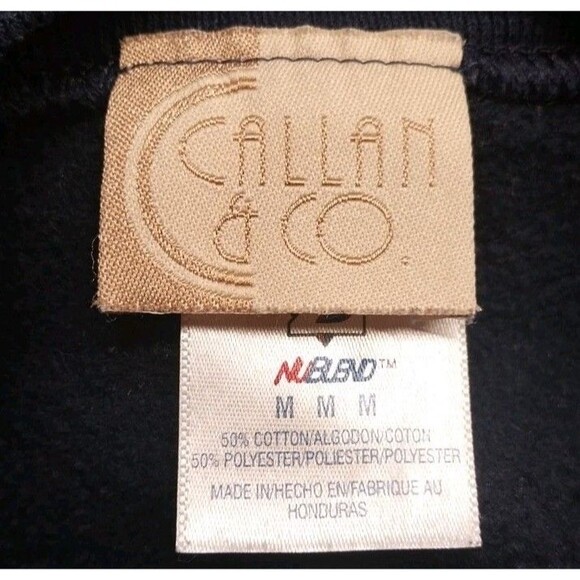 CALLAN
& CO.
NUBLEND™
M M M
50% COTTON/ALGODON/COTON
50% POLYESTER/POLIESTER/POLYESTER
MADE IN/HECHO EN/FABRIQUE AU
HONDURAS